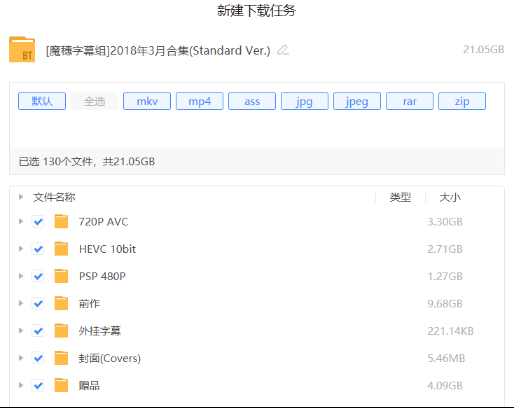 新建下载任务
BT
[魔穗字幕组]2018年3月合集(Standard Ver.)
21.05GB
默认 全选 mkv mp4 ass jpg jpeg rar zip
已选 130个文件，共21.05GB
文件名称 类型 大小
720P AVC 3.30GB
HEVC 10bit 2.71GB
PSP 480P 1.27GB
前作 9.68GB
外挂字幕 221.14KB
封面(Covers) 5.46MB
赠品 4.09GB